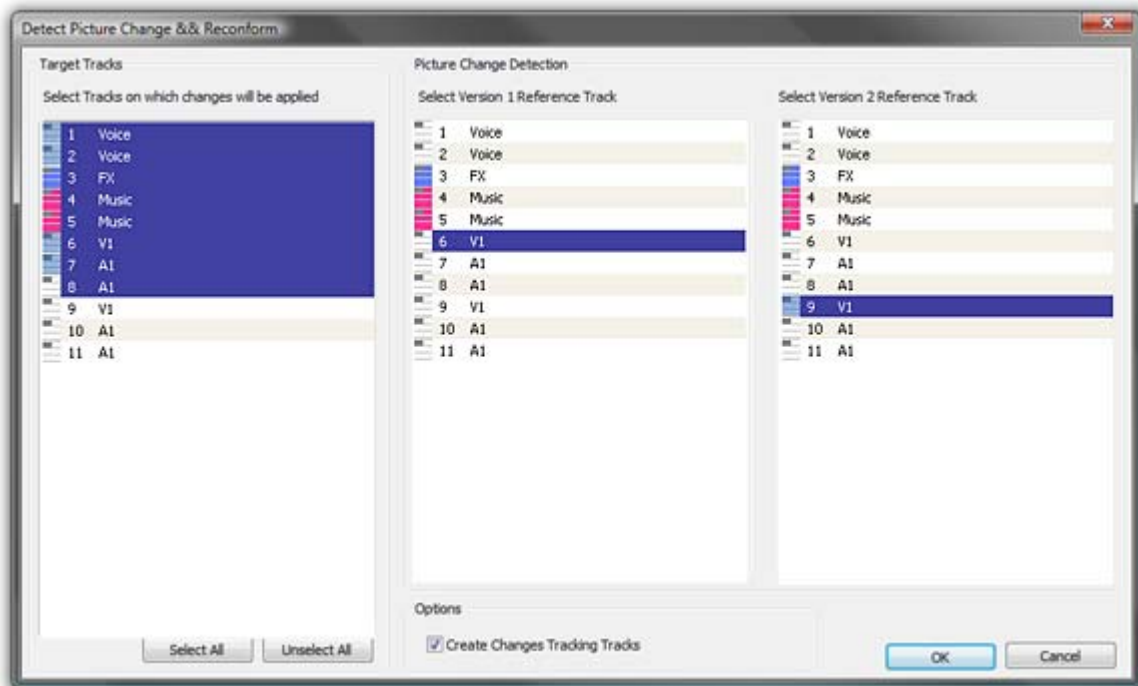 Detect Picture Change && Reconform
Target Tracks
Select Tracks on which changes will be applied
1 Voice
2 Voice
3 FX
4 Music
5 Music
6 V1
7 A1
8 A1
9 V1
10 A1
11 A1
Select All
Unselect All
Picture Change Detection
Select Version 1 Reference Track
1 Voice
2 Voice
3 FX
4 Music
5 Music
6 V1
7 A1
8 A1
9 V1
10 A1
11 A1
Select Version 2 Reference Track
1 Voice
2 Voice
3 FX
4 Music
5 Music
6 V1
7 A1
8 A1
9 V1
10 A1
11 A1
Options
Create Changes Tracking Tracks
OK
Cancel